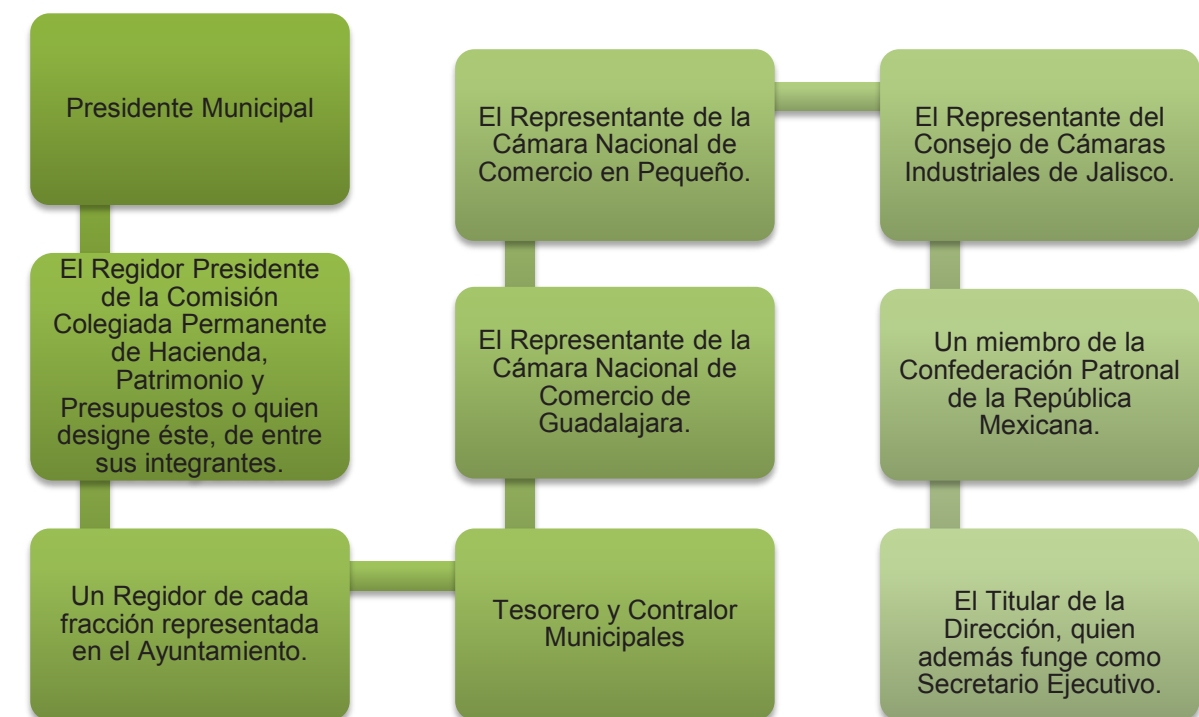 Presidente Municipal
El Regidor Presidente
de la Comisión
Colegiada Permanente
de Hacienda,
Patrimonio y
Presupuestos o quien
designe éste, de entre
sus integrantes.
Un Regidor de cada
fracción representada
en el Ayuntamiento.
Tesorero y Contralor
Municipales
El Representante de la
Cámara Nacional de
Comercio de
Guadalajara.
El Representante de la
Cámara Nacional de
Comercio en Pequeño.
El Representante del
Consejo de Cámaras
Industriales de Jalisco.
Un miembro de la
Confederación Patronal
de la República
Mexicana.
El Titular de la
Dirección, quien
además funge como
Secretario Ejecutivo.